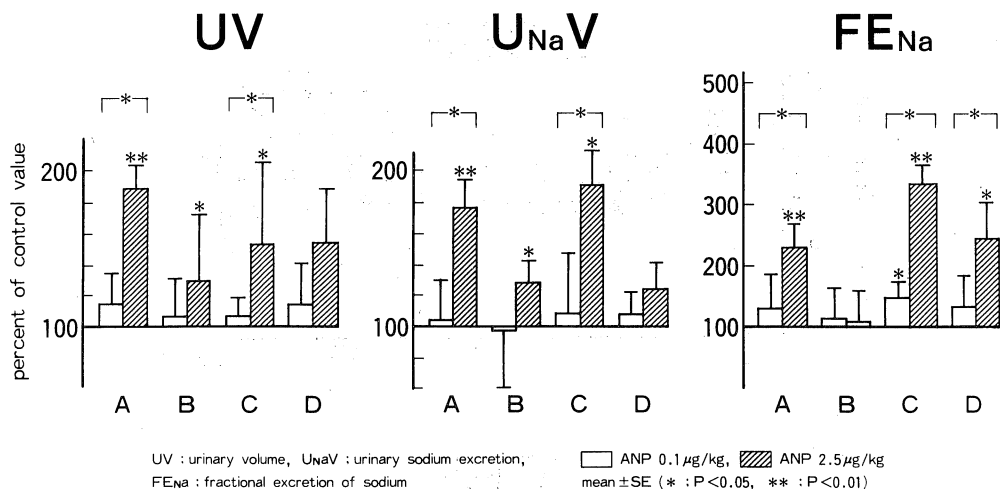 UV
UNaV
FENa
percent of control value
200
100
*
**
*
*
*
A B C D
200
100
*
**
*
*
*
A B C D
500
400
300
200
100
*
**
*
*
**
*
*
A B C D
UV : urinary volume, UNaV : urinary sodium excretion,
FENa : fractional excretion of sodium
ANP 0.1μg/kg, ANP 2.5μg/kg
mean ±SE ( * : P<0.05, ** : P<0.01)